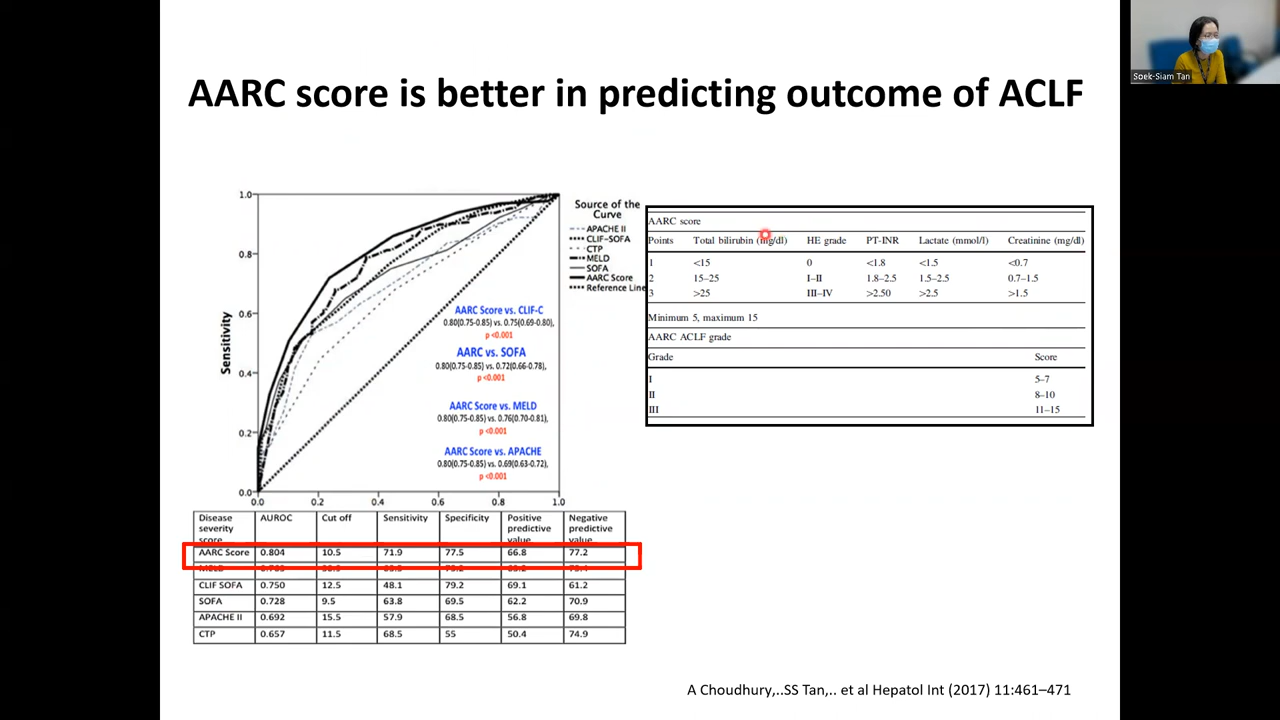 Soek-Siam Tan
AARC score is better in predicting outcome of ACLF
1.0
0.8
0.6
0.4
0.2
0.0
Sensitivity
0.0 0.2 0.4 0.6 0.8 1.0
Source of the
Curve
APACHE II
CLIF-SOFA
CTP
MELD
SOFA
AARC Score
Reference Line
AARC Score vs. CLIF-C
0.80(0.75-0.85) vs. 0.75(0.69-0.80),
p <0.001
AARC vs. SOFA
0.80(0.75-0.85) vs. 0.72(0.66-0.78),
p <0.001
AARC Score vs. MELD
0.80(0.75-0.85) vs. 0.76(0.70-0.81),
p <0.001
AARC Score vs. APACHE
0.80(0.75-0.85) vs. 0.69(0.63-0.72),
p <0.001
Disease severity score AUROC Cut off Sensitivity Specificity Positive predictive value Negative predictive value
AARC Score 0.804 10.5 71.9 77.5 66.8 77.2
MELD
CLIF SOFA 0.750 12.5 48.1 79.2 69.1 61.2
SOFA 0.728 9.5 63.8 69.5 62.2 70.9
APACHE II 0.692 15.5 57.9 68.5 56.8 69.8
CTP 0.657 11.5 68.5 55 50.4 74.9
AARC score
Points Total bilirubin (mg/dl) HE grade PT-INR Lactate (mmol/l) Creatinine (mg/dl)
1 <15 0 <1.8 <1.5 <0.7
2 15–25 I–II 1.8–2.5 1.5–2.5 0.7–1.5
3 >25 III–IV >2.50 >2.5 >1.5
Minimum 5, maximum 15
AARC ACLF grade
Grade Score
I 5–7
II 8–10
III 11–15
A Choudhury,..SS Tan,.. et al Hepatol Int (2017) 11:461–471